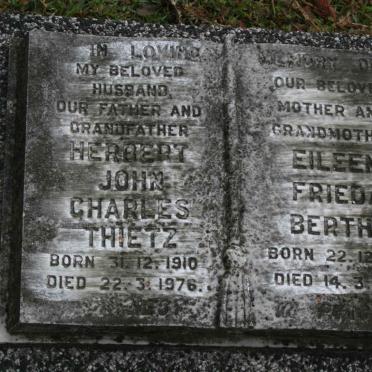 IN LOVING
MY BELOVED
HUSBAND,
OUR FATHER AND
GRANDFATHER
HERBERT
JOHN
CHARLES
THIETZ
BORN 31.12.1910
DIED 22.3.1976.
MEMORY O
OUR BELOVE
MOTHER AN
GRANDMOTH
EILEEN
FRIEDA
BERTH
BORN 22.12
DIED 14.3.